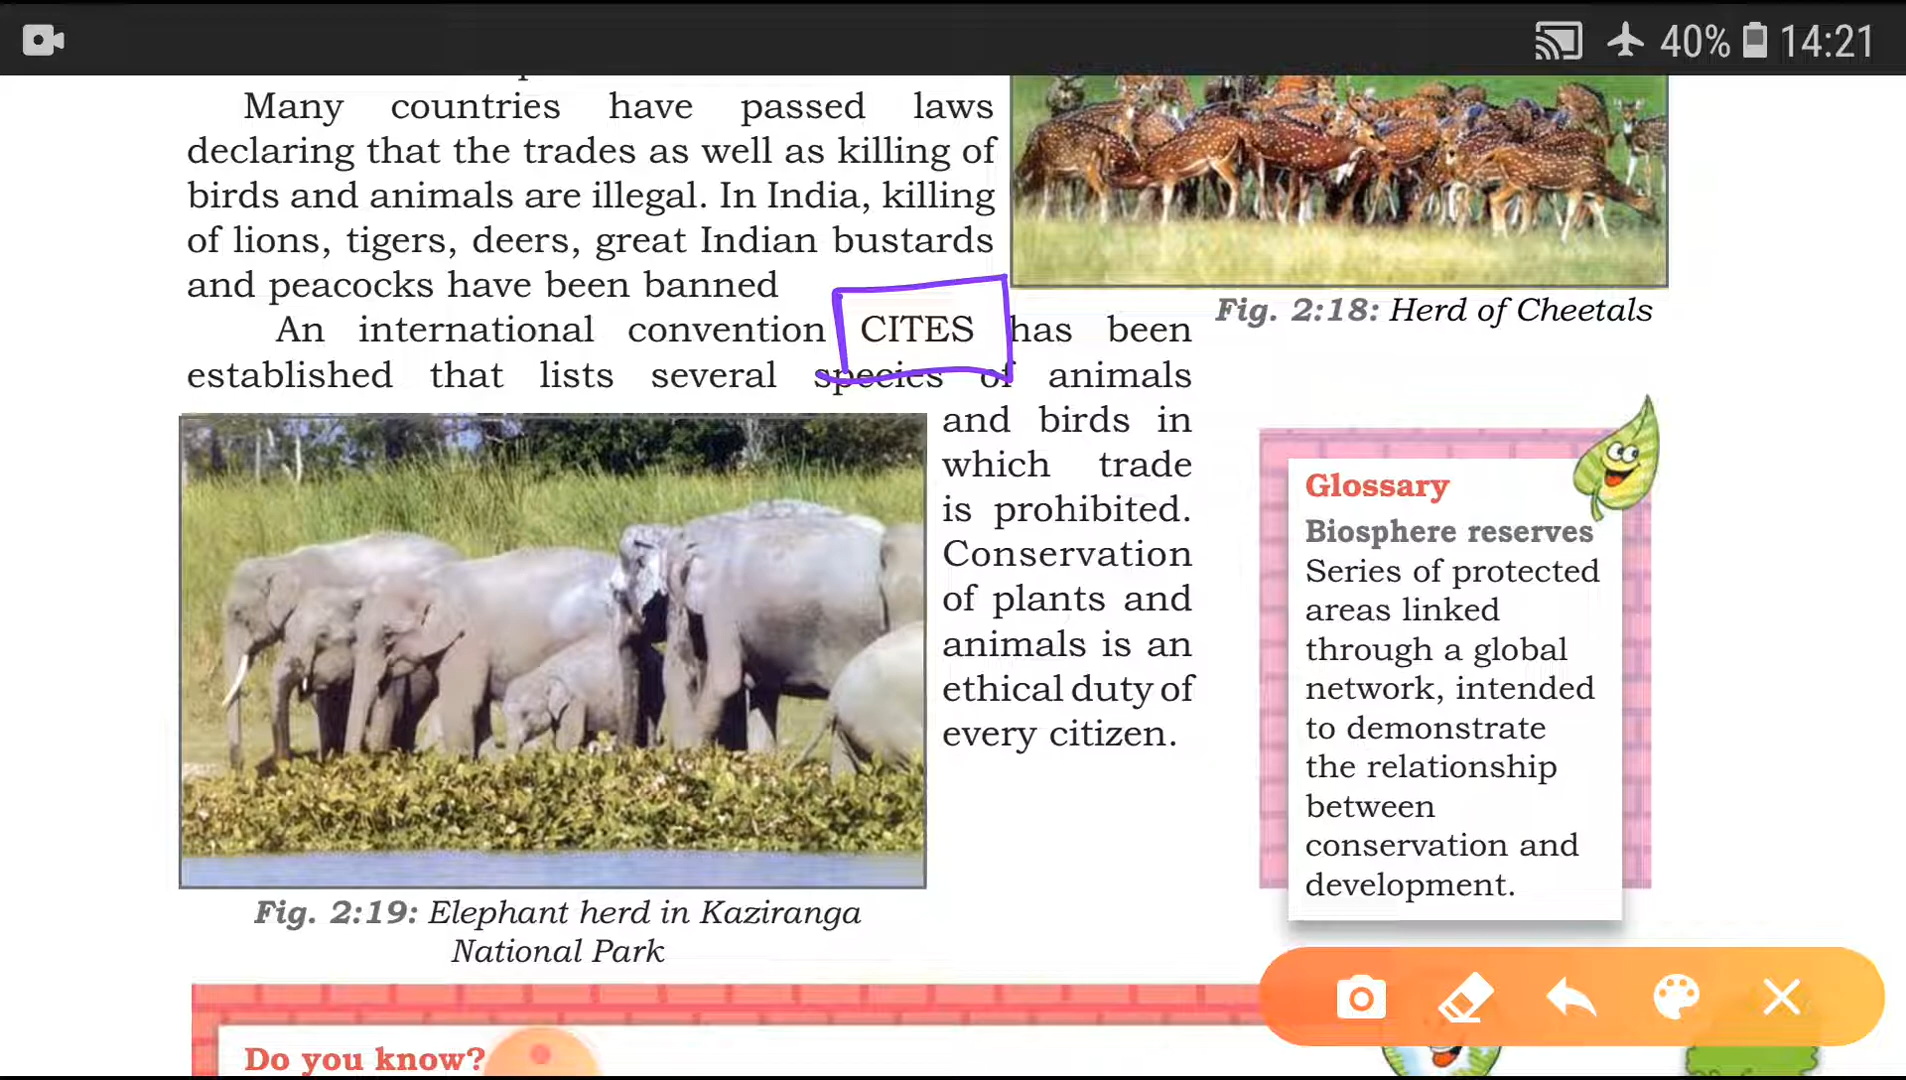 40% 14:21
Many countries have passed laws
declaring that the trades as well as killing of
birds and animals are illegal. In India, killing
of lions, tigers, deers, great Indian bustards
and peacocks have been banned
An international convention CITES has been
established that lists several species of animals
and birds in
which trade
is prohibited.
Conservation
of plants and
animals is an
ethical duty of
every citizen.
Fig. 2:18: Herd of Cheetals
Glossary
Biosphere reserves
Series of protected
areas linked
through a global
network, intended
to demonstrate
the relationship
between
conservation and
development.
Fig. 2:19: Elephant herd in Kaziranga
National Park
Do you know?